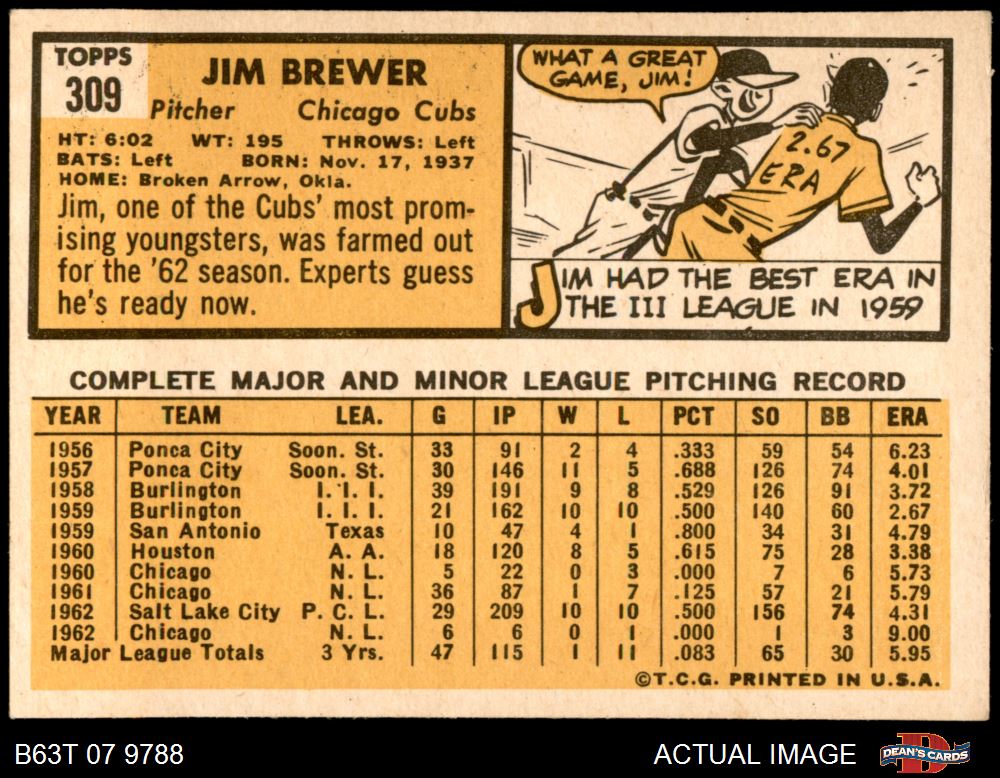 TOPPS
309
JIM BREWER
Pitcher Chicago Cubs
HT: 6:02 WT: 195 THROWS: Left
BATS: Left BORN: Nov. 17, 1937
HOME: Broken Arrow, Okla.
Jim, one of the Cubs' most prom-
ising youngsters, was farmed out
for the '62 season. Experts guess
he's ready now.
WHAT A GREAT
GAME, JIM!
2.67
ERA
JIM HAD THE BEST ERA IN
THE III LEAGUE IN 1959
COMPLETE MAJOR AND MINOR LEAGUE PITCHING RECORD
YEAR TEAM LEA. G IP W L PCT SO BB ERA
1956 Ponca City Soon. St. 33 91 2 4 .333 59 54 6.23
1957 Ponca City Soon. St. 30 146 11 5 .688 126 74 4.01
1958 Burlington I. I. I. 39 191 9 8 .529 126 91 3.72
1959 Burlington I. I. I. 21 162 10 10 .500 140 60 2.67
1959 San Antonio Texas 10 47 4 1 .800 34 31 4.79
1960 Houston A. A. 18 120 8 5 .615 75 28 3.38
1960 Chicago N. L. 5 22 0 3 .000 7 6 5.73
1961 Chicago N. L. 36 87 1 7 .125 57 21 5.79
1962 Salt Lake City P. C. L. 29 209 10 10 .500 156 74 4.31
1962 Chicago N. L. 6 6 0 1 .000 1 3 9.00
Major League Totals 3 Yrs. 47 115 1 11 .083 65 30 5.95
©T.C.G. PRINTED IN U.S.A.
B63T 07 9788 ACTUAL IMAGE DEAN'S CARDS